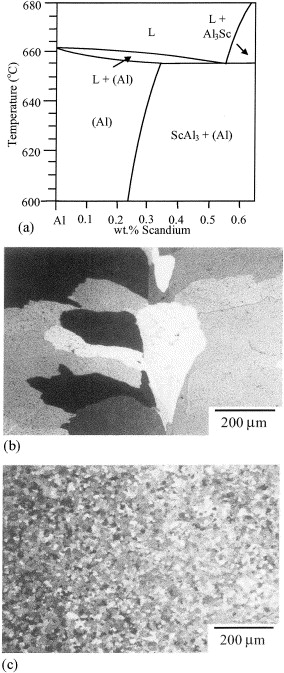 L
L +
Al₃Sc
680
660
640
620
600
Temperature (°C)
L + (Al)
(Al)
ScAl₃ + (Al)
Al 0.1 0.2 0.3 0.4 0.5 0.6
wt.% Scandium
(a)
200 µm
(b)
200 µm
(c)